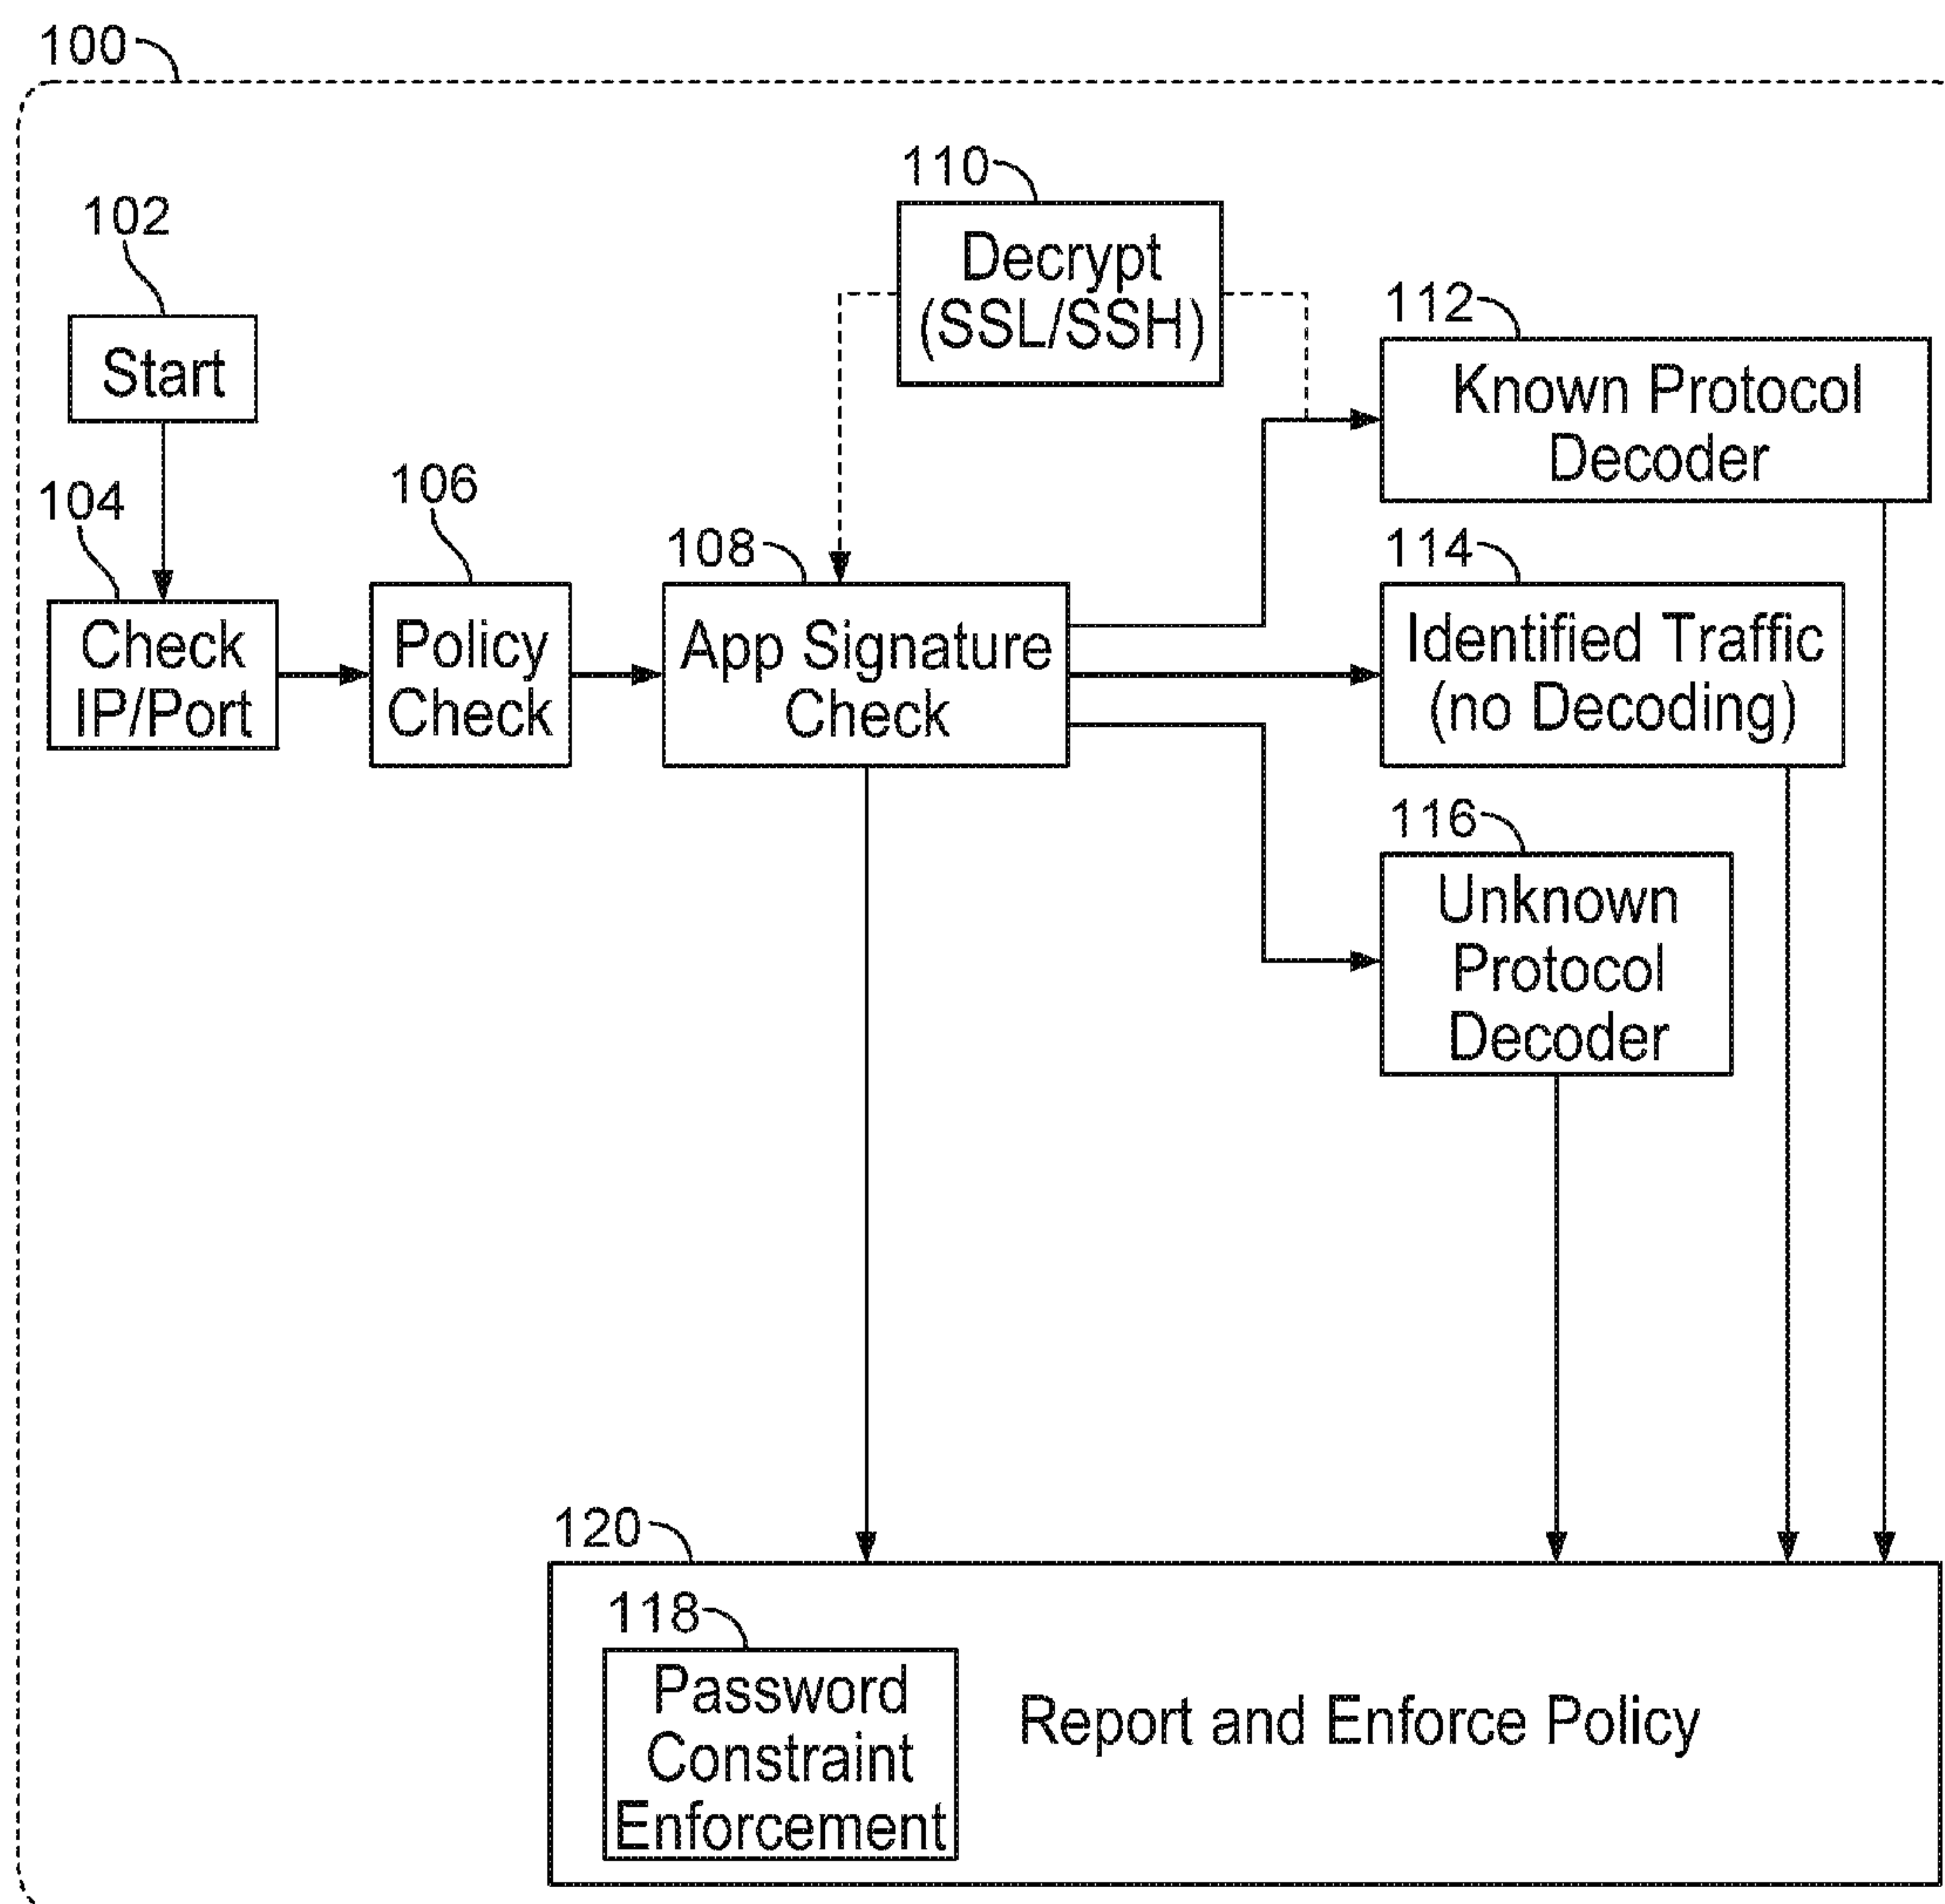 100
110
Decrypt
(SSL/SSH)
102
Start
112
Known Protocol
Decoder
104
Check
IP/Port
106
Policy
Check
108
App Signature
Check
114
Identified Traffic
(no Decoding)
116
Unknown
Protocol
Decoder
120
118
Password
Constraint
Enforcement
Report and Enforce Policy